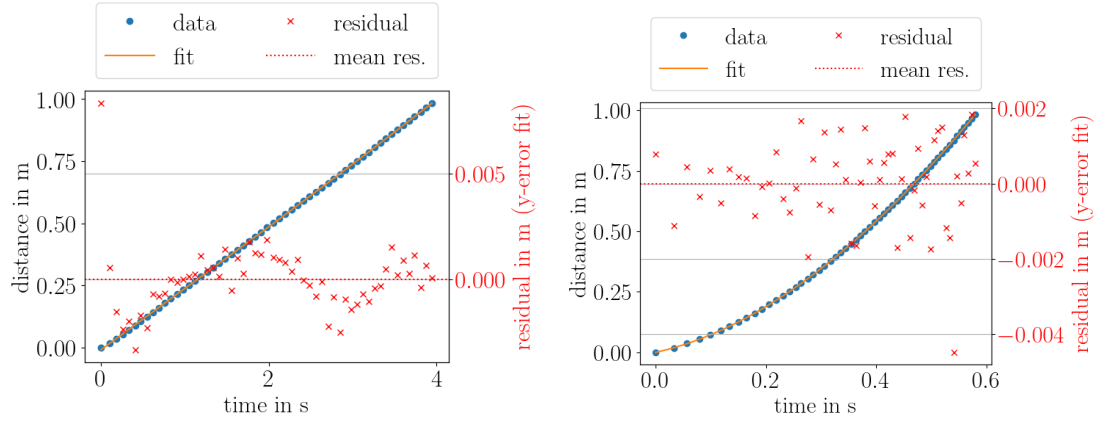 data
residual
fit
mean res.
1.00
0.75
0.50
0.25
0.00
distance in m
0
2
4
time in s
0.005
0.000
residual in m (y-error fit)
data
residual
fit
mean res.
1.00
0.75
0.50
0.25
0.00
distance in m
0.0
0.2
0.4
0.6
time in s
0.002
0.000
−0.002
−0.004
residual in m (y-error fit)